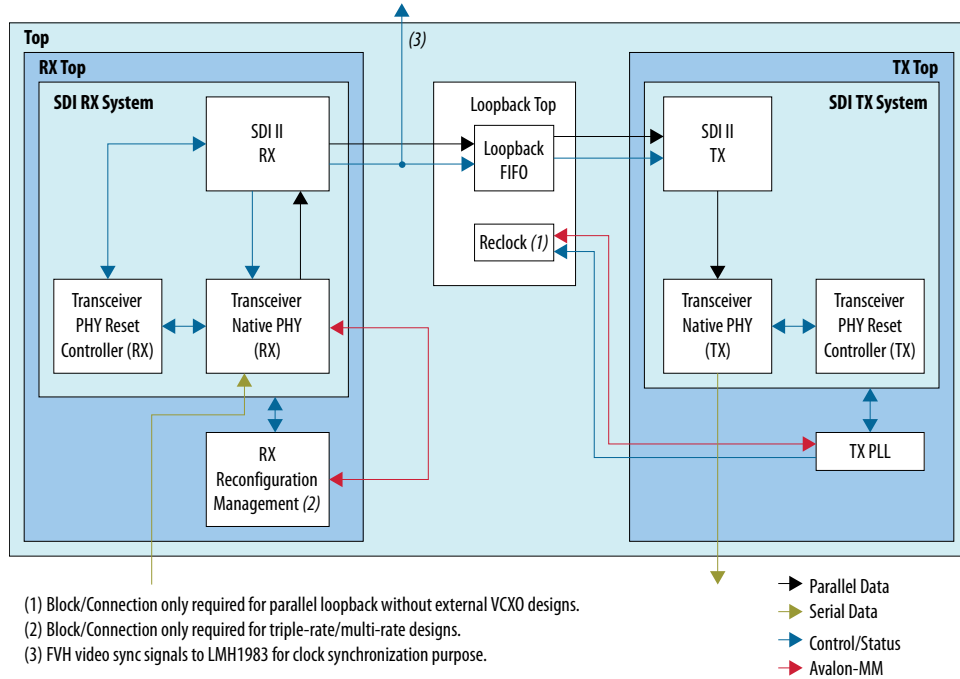 Top
(3)
RX Top
SDI RX System
SDI II
RX
Transceiver
PHY Reset
Controller (RX)
Transceiver
Native PHY
(RX)
RX
Reconfiguration
Management (2)
Loopback Top
Loopback
FIFO
Reclock (1)
TX Top
SDI TX System
SDI II
TX
Transceiver
Native PHY
(TX)
Transceiver
PHY Reset
Controller (TX)
TX PLL
(1) Block/Connection only required for parallel loopback without external VCXO designs.
(2) Block/Connection only required for triple-rate/multi-rate designs.
(3) FVH video sync signals to LMH1983 for clock synchronization purpose.
Parallel Data
Serial Data
Control/Status
Avalon-MM